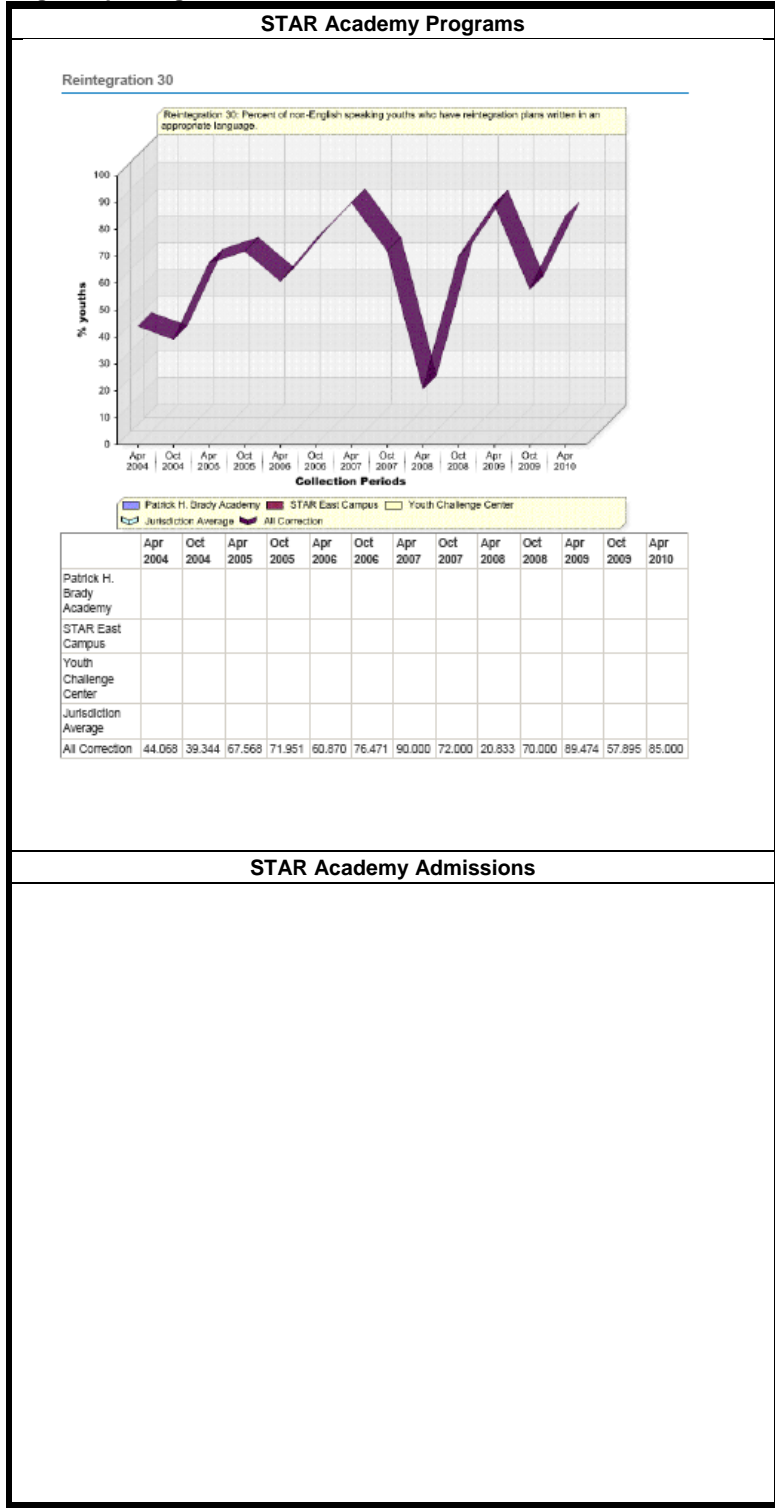 STAR Academy Programs
Reintegration 30
Reintegration 30: Percent of non-English speaking youths who have reintegration plans written in an
appropriate language.
100
90
80
70
60
50
40
30
20
10
0
% youths
Apr 2004 Oct 2004 Apr 2005 Oct 2005 Apr 2006 Oct 2006 Apr 2007 Oct 2007 Apr 2008 Oct 2008 Apr 2009 Oct 2009 Apr 2010
Collection Periods
Patrick H. Brady Academy STAR East Campus Youth Challenge Center
Jurisdiction Average All Correction
Apr 2004 Oct 2004 Apr 2005 Oct 2005 Apr 2006 Oct 2006 Apr 2007 Oct 2007 Apr 2008 Oct 2008 Apr 2009 Oct 2009 Apr 2010
Patrick H.
Brady
Academy
STAR East
Campus
Youth
Challenge
Center
Jurisdiction
Average
All Correction 44.068 39.344 67.568 71.951 60.870 76.471 90.000 72.000 20.833 70.000 89.474 57.895 85.000
STAR Academy Admissions